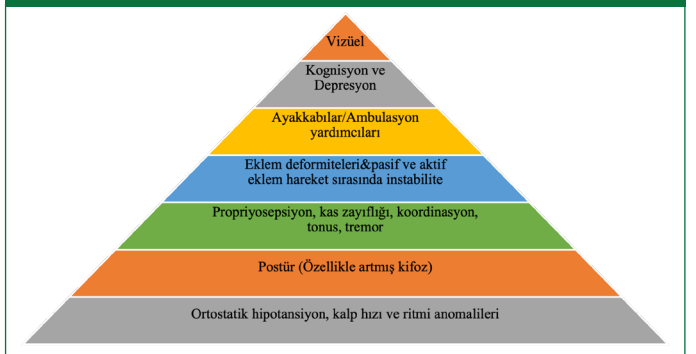 Vizüel
Kognisyon ve
Depresyon
Ayakkabılar/Ambulasyon
yardımcıları
Eklem deformiteleri&pasif ve aktif
eklem hareket sırasında instabilite
Propriyosepsiyon, kas zayıflığı, koordinasyon,
tonus, tremor
Postür (Özellikle artmış kifoz)
Ortostatik hipotansiyon, kalp hızı ve ritmi anomalileri